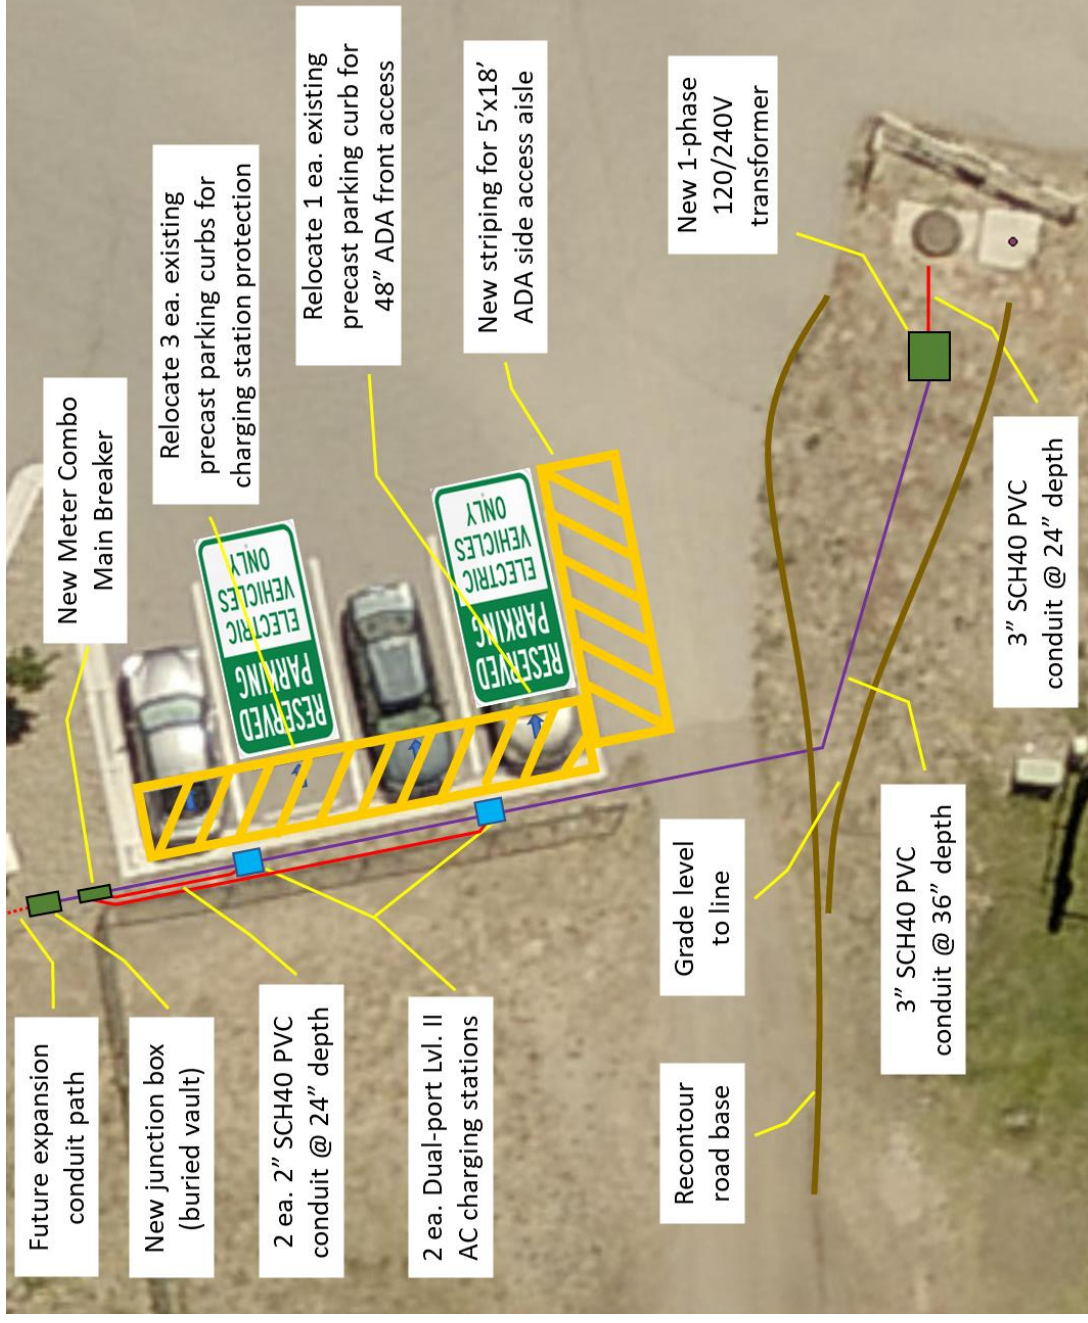 Future expansion
conduit path
New junction box
(buried vault)
2 ea. 2” SCH40 PVC
conduit @ 24” depth
2 ea. Dual-port Lvl. II
AC charging stations
Recontour
road base
Grade level
to line
3” SCH40 PVC
conduit @ 36” depth
New Meter Combo
Main Breaker
Relocate 3 ea. existing
precast parking curbs for
charging station protection
Relocate 1 ea. existing
precast parking curb for
48” ADA front access
New striping for 5’x18’
ADA side access aisle
New 1-phase
120/240V
transformer
3” SCH40 PVC
conduit @ 24” depth
RESERVED
PARKING
ELECTRIC
VEHICLES
ONLY
RESERVED
PARKING
ELECTRIC
VEHICLES
ONLY